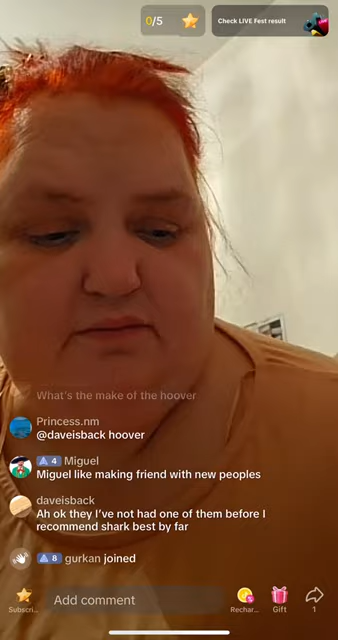 0/5
Check LIVE Fest result
What's the make of the hoover
Princess.nm
@daveisback hoover
4 Miguel
Miguel like making friend with new peoples
daveisback
Ah ok they I've not had one of them before I
recommend shark best by far
8 gurkan joined
Subscri...
Add comment
Rechar...
Gift
1